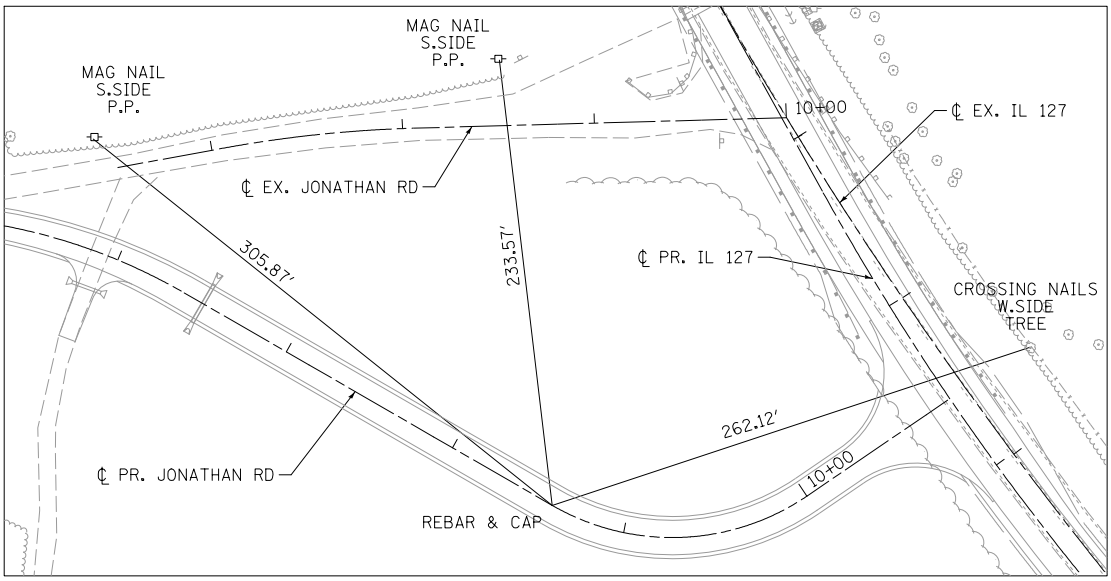 MAG NAIL
S.SIDE
P.P.
MAG NAIL
S.SIDE
P.P.
10+00
℄ EX. IL 127
℄ EX. JONATHAN RD
305.87'
233.57'
℄ PR. IL 127
CROSSING NAILS
W.SIDE
TREE
262.12'
10+00
℄ PR. JONATHAN RD
REBAR & CAP